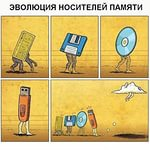 ЭВОЛЮЦИЯ НОСИТЕЛЕЙ ПАМЯТИ